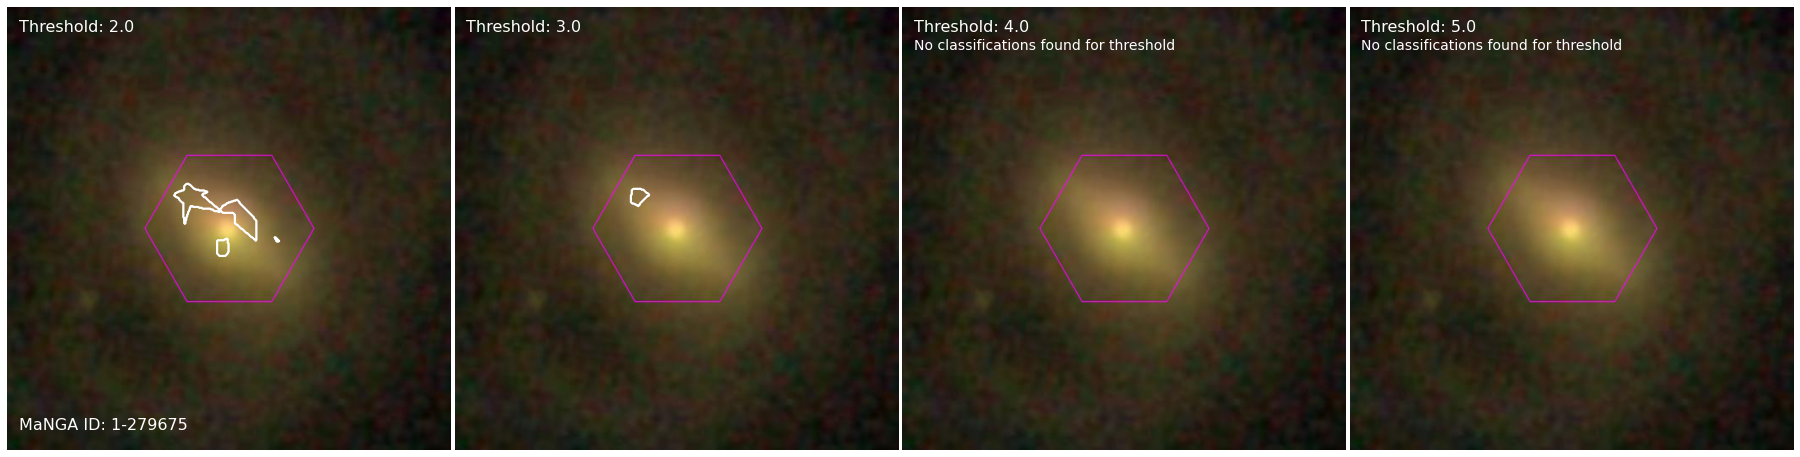 Threshold: 2.0
MaNGA ID: 1-279675
Threshold: 3.0
Threshold: 4.0
No classifications found for threshold
Threshold: 5.0
No classifications found for threshold